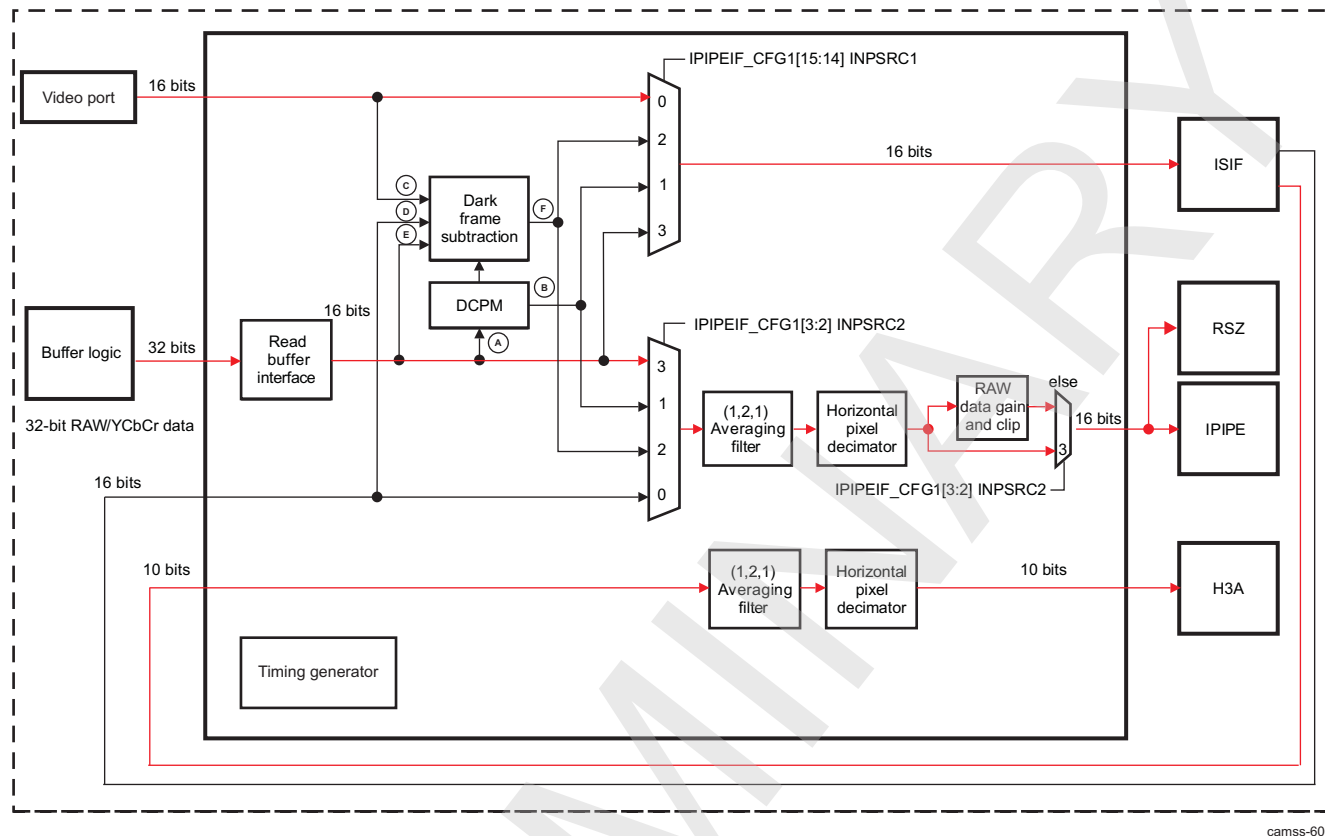 IPIPEIF_CFG1[15:14] INPSRC1
Video port
16 bits
0
2
1
3
16 bits
ISIF
C
D
E
Dark
frame
subtraction
F
DCPM
B
A
16 bits
Buffer logic
32 bits
Read
buffer
interface
32-bit RAW/YCbCr data
IPIPEIF_CFG1[3:2] INPSRC2
3
1
2
0
(1,2,1)
Averaging
filter
Horizontal
pixel
decimator
RAW
data gain
and clip
else
3
16 bits
IPIPEIF_CFG1[3:2] INPSRC2
RSZ
IPIPE
16 bits
10 bits
(1,2,1)
Averaging
filter
Horizontal
pixel
decimator
10 bits
H3A
Timing generator
MINARY
camss-60